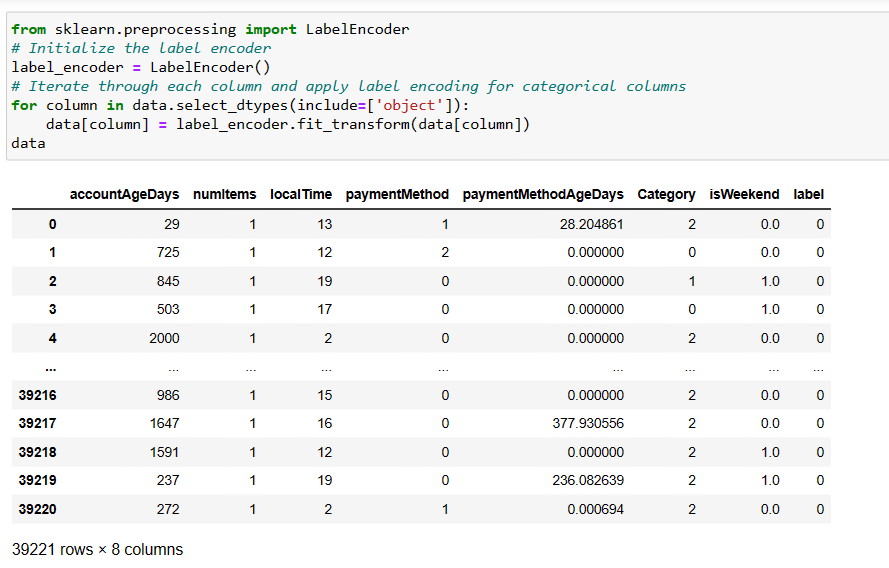 from sklearn.preprocessing import LabelEncoder
# Initialize the label encoder
label_encoder = LabelEncoder()
# Iterate through each column and apply label encoding for categorical columns
for column in data.select_dtypes(include=['object']):
    data[column] = label_encoder.fit_transform(data[column])
data
accountAgeDays numItems localTime paymentMethod paymentMethodAgeDays Category isWeekend label
0 29 1 13 1 28.204861 2 0.0 0
1 725 1 12 2 0.000000 0 0.0 0
2 845 1 19 0 0.000000 1 1.0 0
3 503 1 17 0 0.000000 0 1.0 0
4 2000 1 2 0 0.000000 2 0.0 0
... ... ... ... ... ... ... ... ...
39216 986 1 15 0 0.000000 2 0.0 0
39217 1647 1 16 0 377.930556 2 0.0 0
39218 1591 1 12 0 0.000000 2 1.0 0
39219 237 1 19 0 236.082639 2 1.0 0
39220 272 1 2 1 0.000694 2 0.0 0
39221 rows × 8 columns